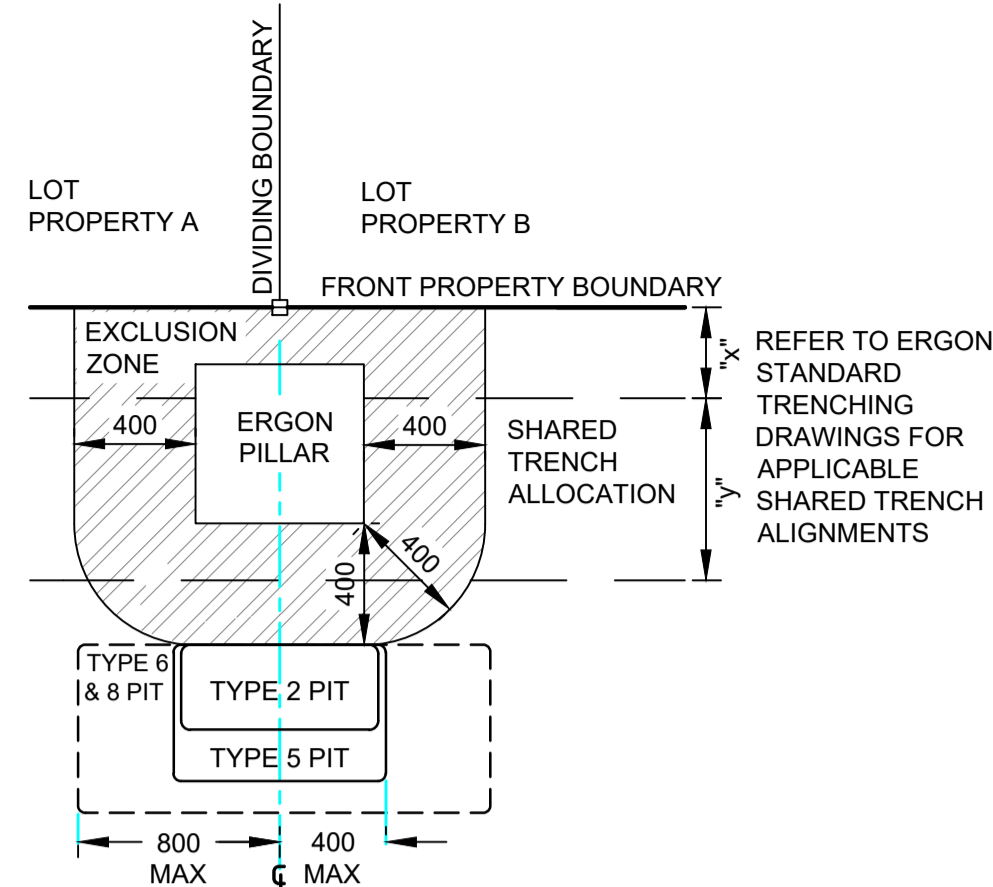 DIVIDING BOUNDARY
LOT
PROPERTY A
LOT
PROPERTY B
FRONT PROPERTY BOUNDARY
EXCLUSION
ZONE
"x"
REFER TO ERGON
STANDARD
TRENCHING
DRAWINGS FOR
APPLICABLE
SHARED TRENCH
ALIGNMENTS
400
ERGON
PILLAR
400
SHARED
TRENCH
ALLOCATION
"y"
400
400
TYPE 6
& 8 PIT
TYPE 2 PIT
TYPE 5 PIT
800
MAX
℄
400
MAX